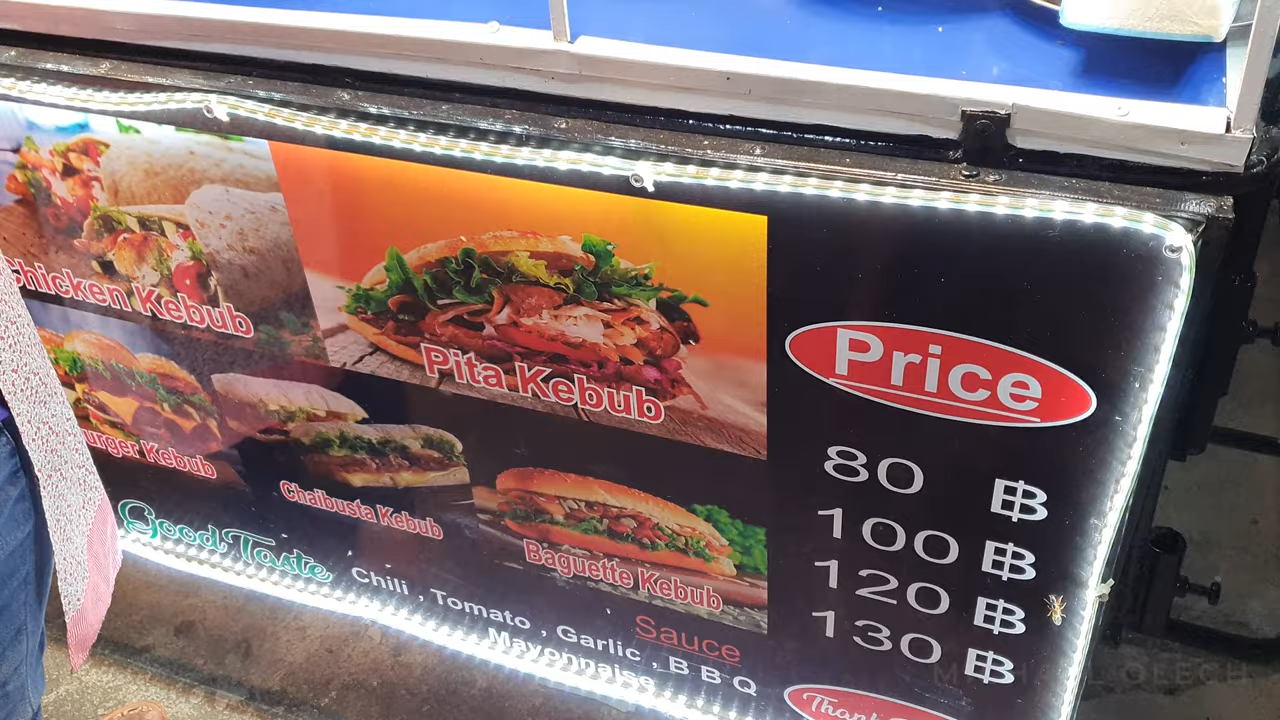 Chicken Kebub
Pita Kebub
Burger Kebub
Chaibusta Kebub
Baguette Kebub
Good Taste
Sauce
Chili , Tomato , Garlic , B B Q
Mayonnaise
Price
80 ฿
100 ฿
120 ฿
130 ฿